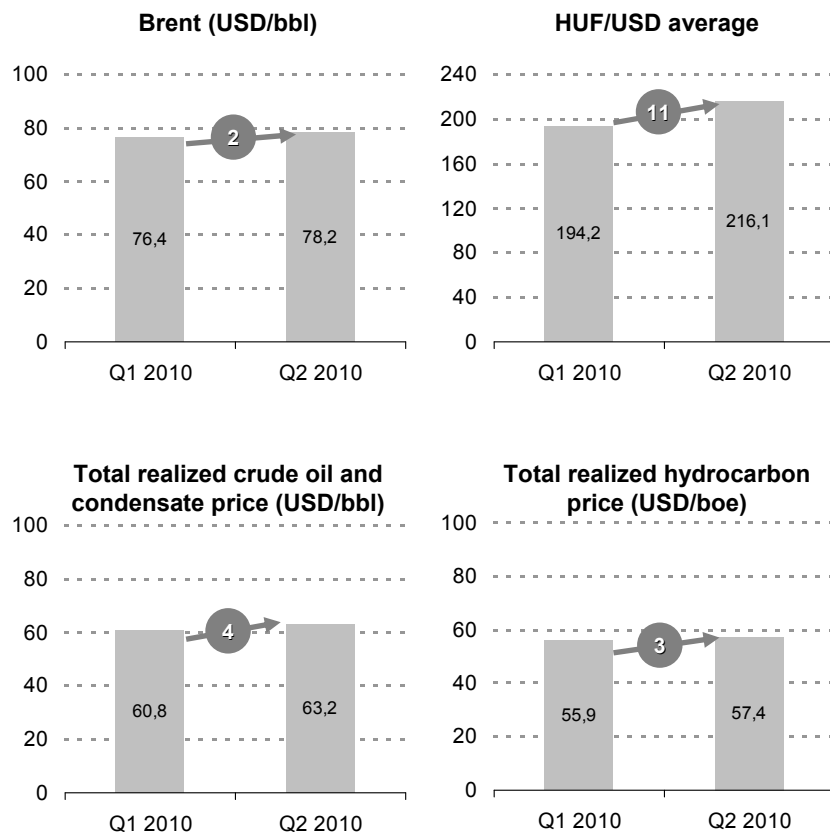 Brent (USD/bbl)
100
80
60
40
20
0
2
76,4
78,2
Q1 2010
Q2 2010
HUF/USD average
240
200
160
120
80
40
0
11
194,2
216,1
Q1 2010
Q2 2010
Total realized crude oil and
condensate price (USD/bbl)
100
80
60
40
20
0
4
60,8
63,2
Q1 2010
Q2 2010
Total realized hydrocarbon
price (USD/boe)
100
80
60
40
20
0
3
55,9
57,4
Q1 2010
Q2 2010